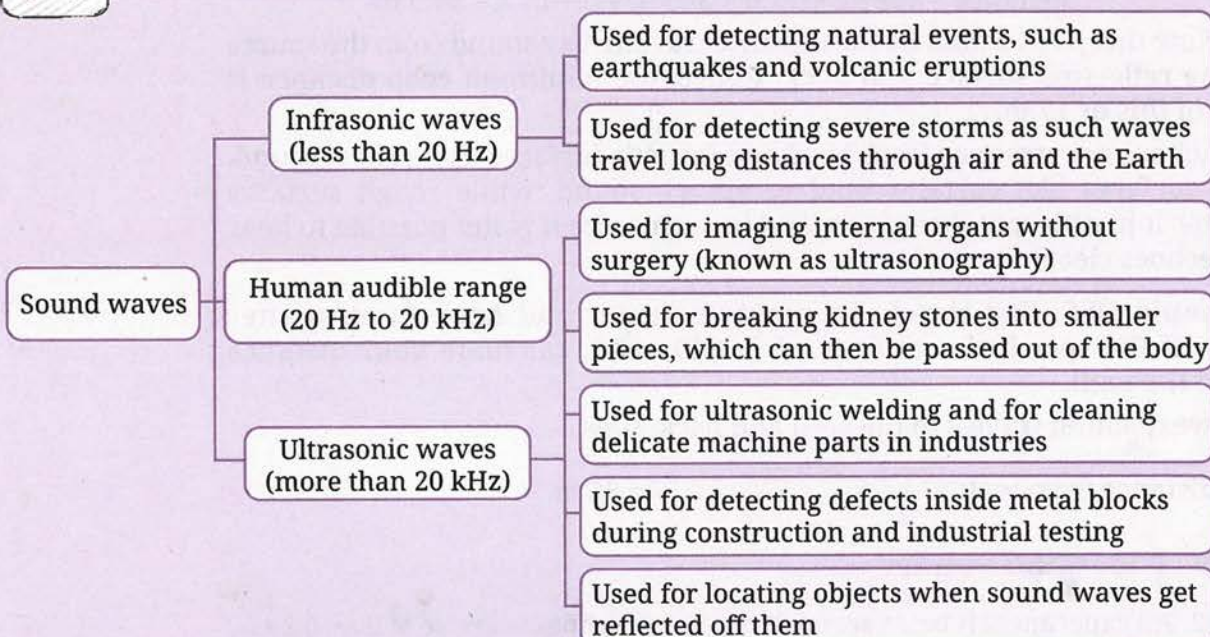 Sound waves
Infrasonic waves
(less than 20 Hz)
Used for detecting natural events, such as
earthquakes and volcanic eruptions
Used for detecting severe storms as such waves
travel long distances through air and the Earth
Human audible range
(20 Hz to 20 kHz)
Ultrasonic waves
(more than 20 kHz)
Used for imaging internal organs without
surgery (known as ultrasonography)
Used for breaking kidney stones into smaller
pieces, which can then be passed out of the body
Used for ultrasonic welding and for cleaning
delicate machine parts in industries
Used for detecting defects inside metal blocks
during construction and industrial testing
Used for locating objects when sound waves get
reflected off them